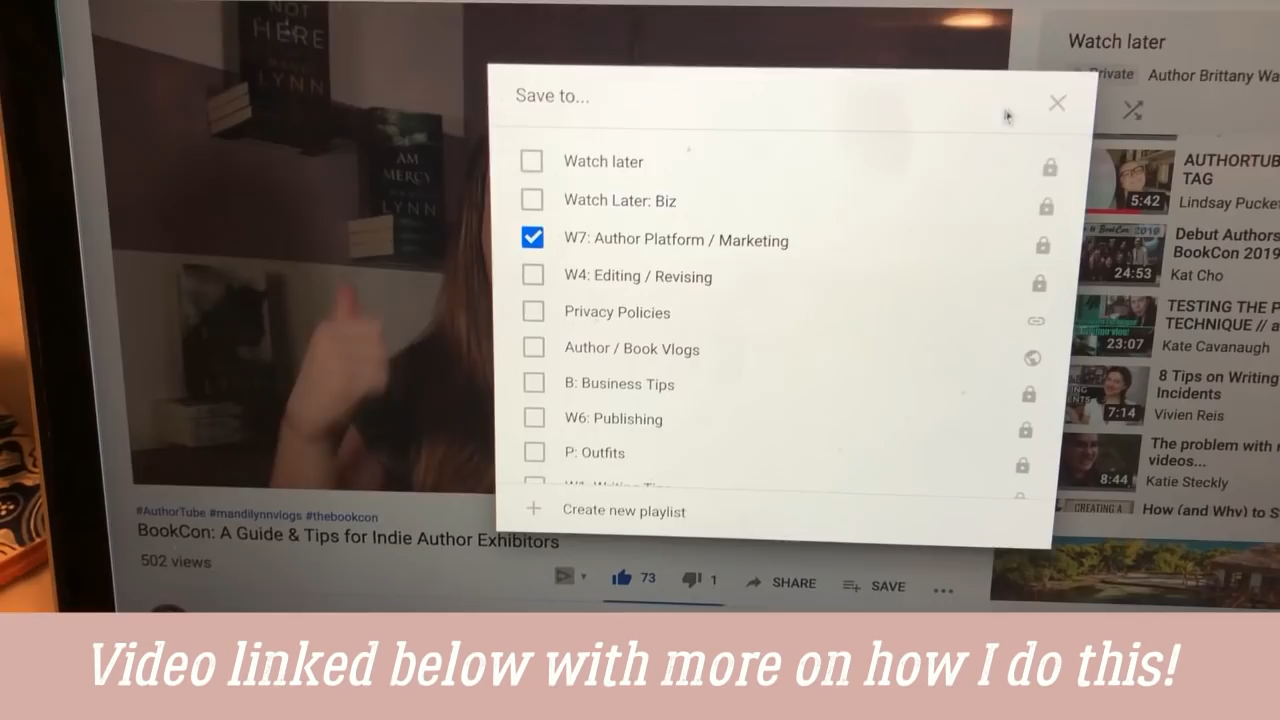 NOT
HERE
LYNN
I AM
MERCY
LYNN
Save to...
Watch later
Watch Later: Biz
W7: Author Platform / Marketing
W4: Editing / Revising
Privacy Policies
Author / Book Vlogs
B: Business Tips
W6: Publishing
P: Outfits
Create new playlist
#AuthorTube #mandilynnvlogs #thebookcon
BookCon: A Guide & Tips for Indie Author Exhibitors
502 views
73
1
SHARE
SAVE
Watch later
Private Author Brittany Wa
5:42
AUTHORTUB
TAG
Lindsay Pucke
24:53
Debut Authors
BookCon 2019
Kat Cho
23:07
TESTING THE P
TECHNIQUE // a
Kate Cavanaugh
7:14
8 Tips on Writing
Incidents
Vivien Reis
8:44
The problem with
videos...
Katie Steckly
CREATING A
How (and Why) to S
Video linked below with more on how I do this!